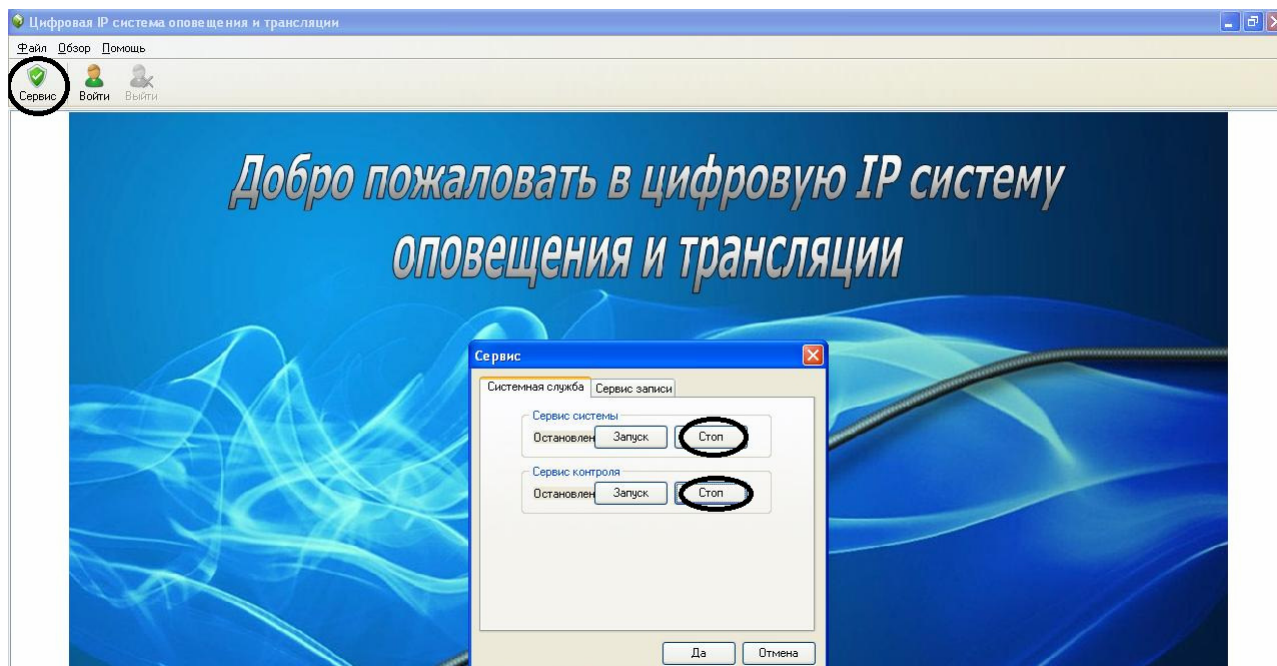 Цифровая IP система оповещения и трансляции
Файл Обзор Помощь
Сервис Войти Выйти
Добро пожаловать в цифровую IP систему
оповещения и трансляции
Сервис
Системная служба Сервис записи
Сервис системы
Остановлен Запуск Стоп
Сервис контроля
Остановлен Запуск Стоп
Да Отмена